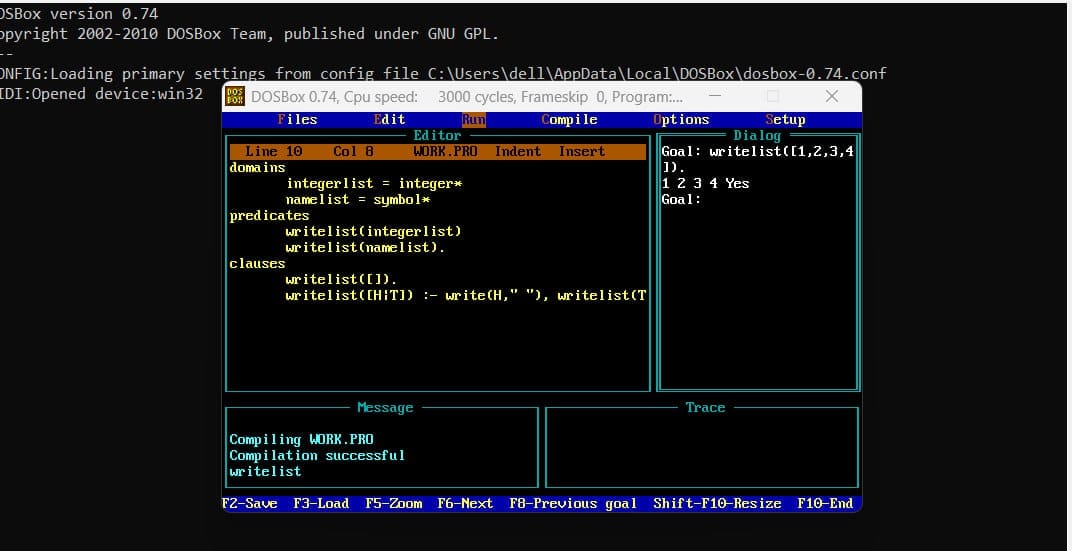 OSBox version 0.74
opyright 2002-2010 DOSBox Team, published under GNU GPL.
--
ONFIG:Loading primary settings from config file C:\Users\dell\AppData\Local\DOSBox\dosbox-0.74.conf
IDI:Opened device:win32
DOSBox 0.74, Cpu speed: 3000 cycles, Frameskip 0, Program:...
Files Edit Run Compile Options Setup
Editor
Line 10 Col 8 WORK.PRO Indent Insert
domains
integerlist = integer*
namelist = symbol*
predicates
writelist(integerlist)
writelist(namelist).
clauses
writelist([]).
writelist([H|T]) :- write(H," "), writelist(T
Dialog
Goal: writelist([1,2,3,4
]).
1 2 3 4 Yes
Goal:
Message
Compiling WORK.PRO
Compilation successful
writelist
Trace
F2-Save F3-Load F5-Zoom F6-Next F8-Previous goal Shift-F10-Resize F10-End